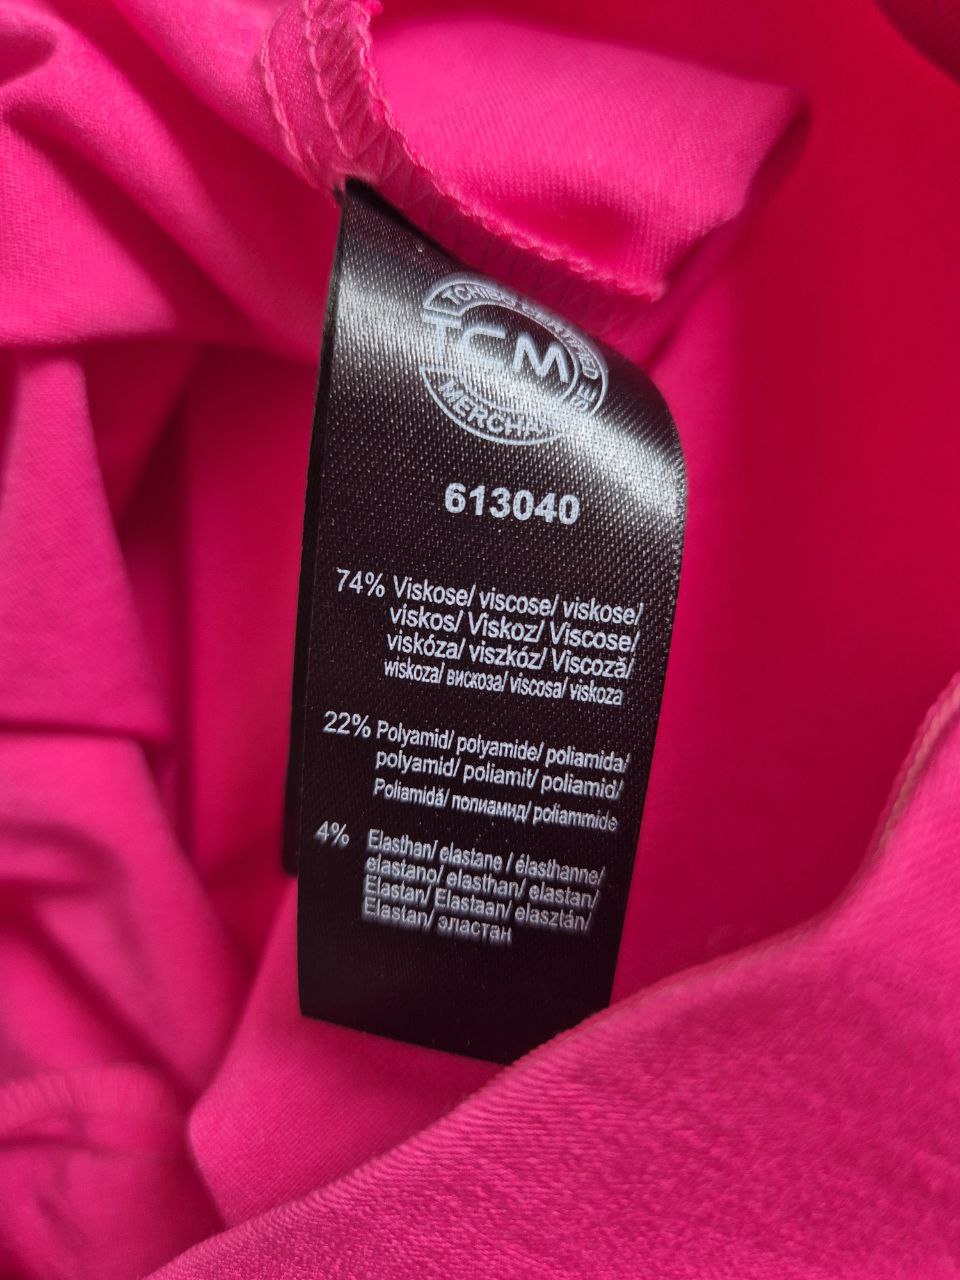 TCHIBO CERTIFIED
TCM
MERCHA
613040
74% Viskose/ viscose/ viskose/
viskos/ Viskoz/ Viscose/
viskóza/ viszkóz/ Viscoză/
wiskoza/ вискоза/ viscosa/ viskoza
22% Polyamid/ polyamide/ poliamida/
polyamid/ poliamit/ poliamid/
Poliamidă/ полиамид/ poliammide
4% Elasthan/ elastane / élasthanne/
elastano/ elasthan/ elastan/
Elastan/ Elastaan/ elasztán/
Elastan/ эластан